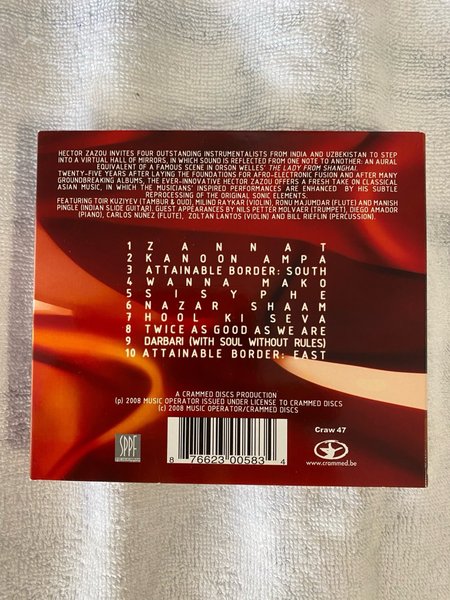 HECTOR ZAZOU INVITES FOUR OUTSTANDING INSTRUMENTALISTS FROM INDIA AND UZBEKISTAN TO STEP
INTO A VIRTUAL HALL OF MIRRORS, IN WHICH SOUND IS REFLECTED FROM ONE NOTE TO ANOTHER: AN AURAL
EQUIVALENT OF A FAMOUS SCENE IN ORSON WELLES' THE LADY FROM SHANGHAI.
TWENTY-FIVE YEARS AFTER LAYING THE FOUNDATIONS FOR AFRO-ELECTRONIC FUSION AND AFTER MANY
GROUNDBREAKING ALBUMS, THE EVER-INNOVATIVE HECTOR ZAZOU OFFERS A FRESH TAKE ON CLASSICAL
ASIAN MUSIC, IN WHICH THE MUSICIANS' INSPIRED PERFORMANCES ARE ENHANCED BY HIS SUBTLE
REPROCESSING OF THE ORIGINAL SONIC ELEMENTS.
FEATURING TOIR KUZIYEV (TAMBUR & OUD), MILIND RAYKAR (VIOLIN), RONU MAJUMDAR (FLUTE) AND MANISH
PINGLE (INDIAN SLIDE GUITAR). GUEST APPEARANCES BY NILS PETTER MOLVAER (TRUMPET), DIEGO AMADOR
(PIANO), CARLOS NUÑEZ (FLUTE), ZOLTAN LANTOS (VIOLIN) AND BILL RIEFLIN (PERCUSSION).
1 ZANNAT
2 KANOON AMPA
3 ATTAINABLE BORDER: SOUTH
4 WANNA MAKO
5 SISYPHE
6 NAZAR SHAAM
7 HOOL KI SEVA
8 TWICE AS GOOD AS WE ARE
9 DARBARI (WITH SOUL WITHOUT RULES)
10 ATTAINABLE BORDER: EAST
A CRAMMED DISCS PRODUCTION
(p) 2008 MUSIC OPERATOR ISSUED UNDER LICENSE TO CRAMMED DISCS
(c) 2008 MUSIC OPERATOR/CRAMMED DISCS
SPPF
8 76623 00583 4
Craw 47
www.crammed.be